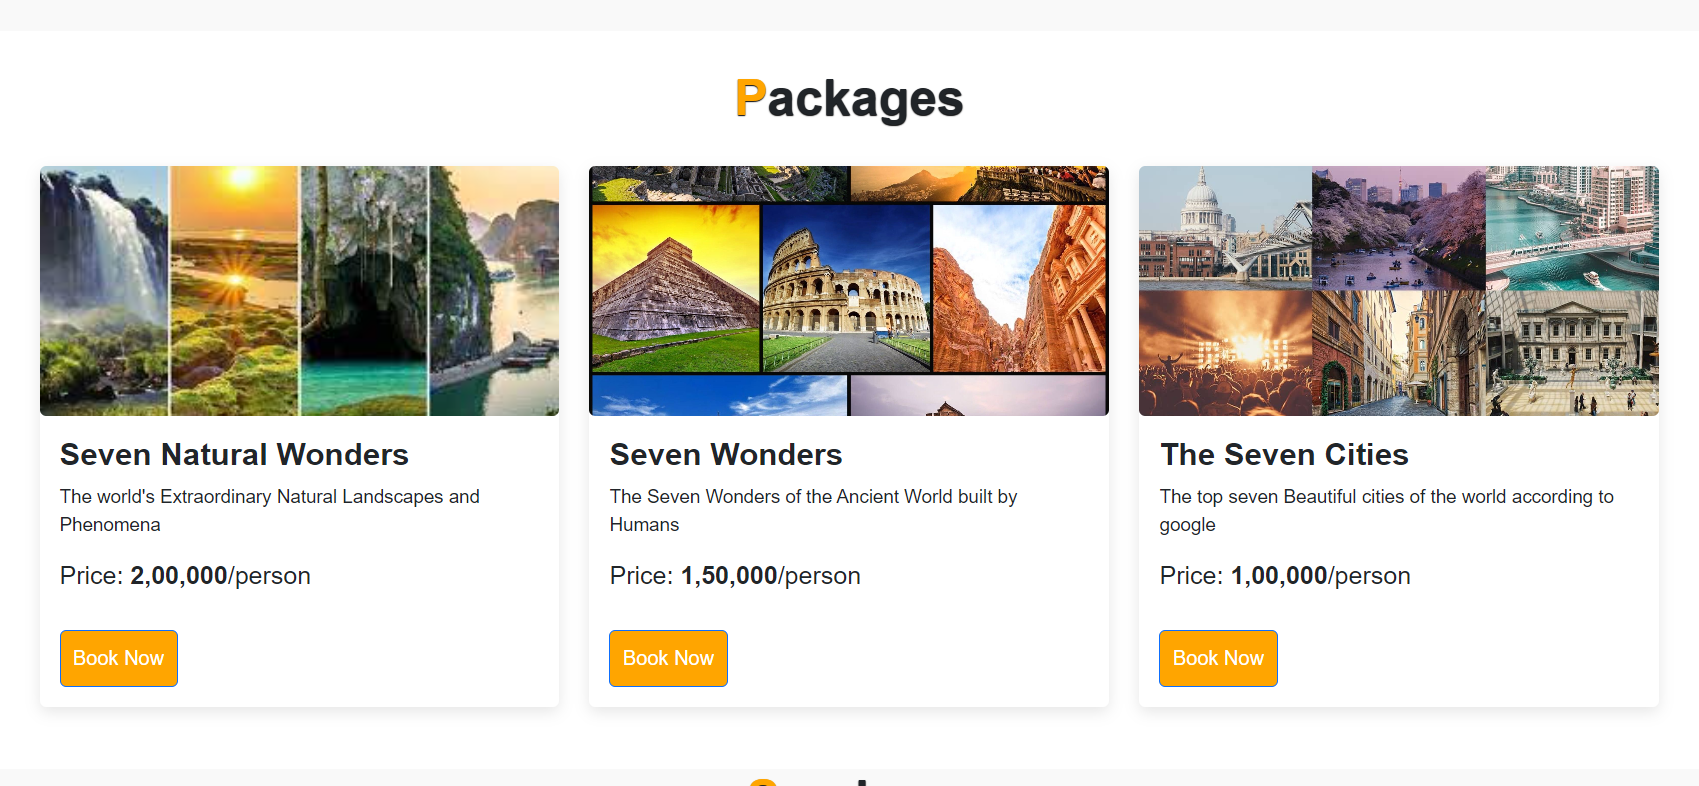 Packages
Seven Natural Wonders
The world's Extraordinary Natural Landscapes and
Phenomena
Price: 2,00,000/person
Book Now
Seven Wonders
The Seven Wonders of the Ancient World built by
Humans
Price: 1,50,000/person
Book Now
The Seven Cities
The top seven Beautiful cities of the world according to
google
Price: 1,00,000/person
Book Now